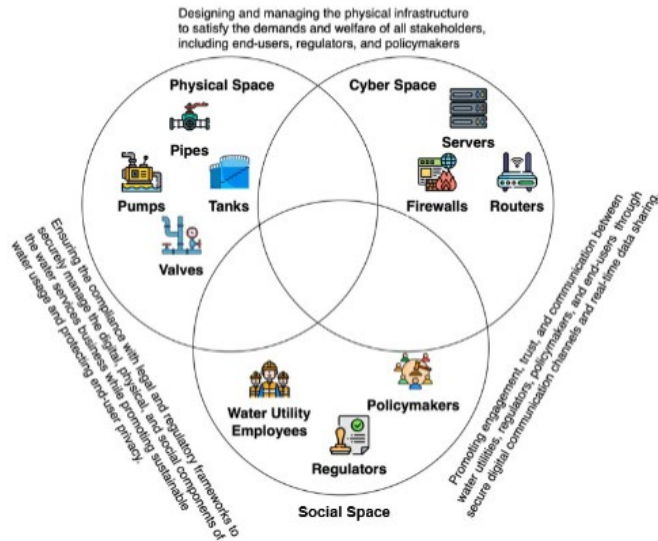 Designing and managing the physical infrastructure
to satisfy the demands and welfare of all stakeholders,
including end-users, regulators, and policymakers
Physical Space
Cyber Space
Servers
Pipes
Pumps
Tanks
Firewalls
Routers
Valves
Ensuring the compliance with legal and regulatory frameworks to
securely manage the digital, physical, and social components of
the water services business while promoting sustainable
water usage and protecting end-user privacy.
Promoting engagement, trust, and communication between
water utilities, regulators, policymakers, and end-users through
secure digital communication channels and real-time data sharing.
Water Utility
Employees
Policymakers
Regulators
Social Space